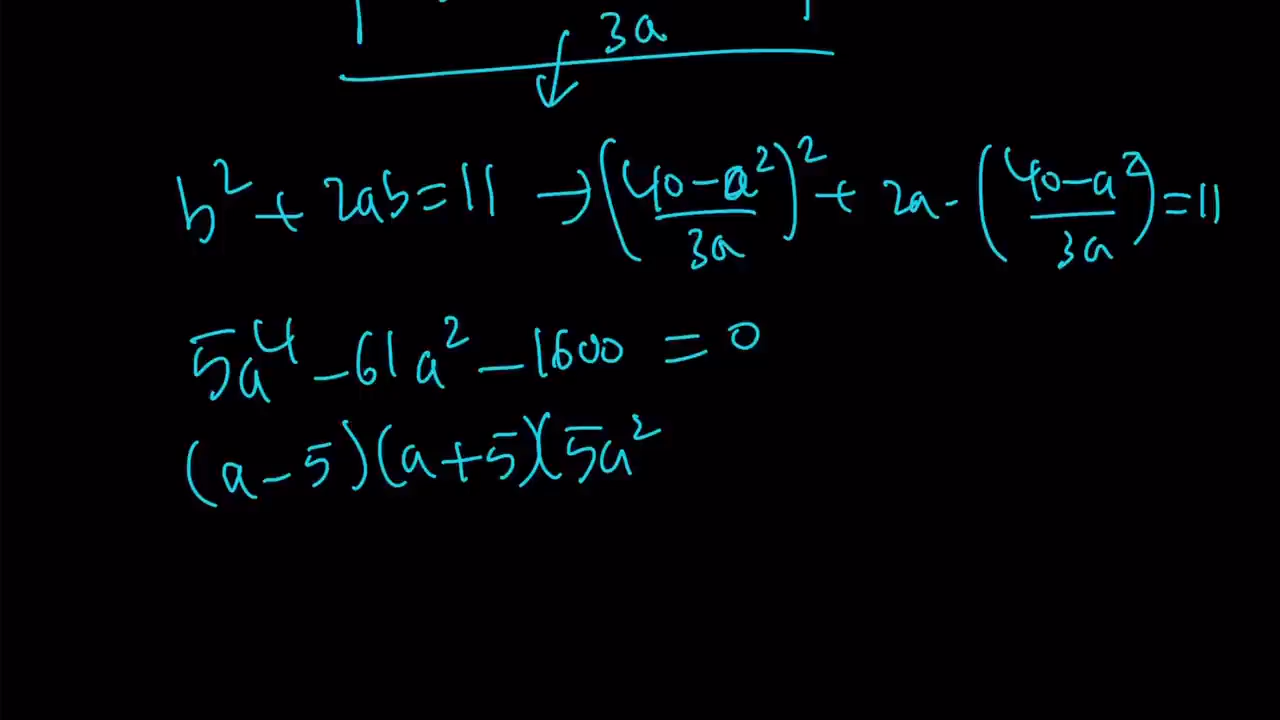 3a
b² + 2ab = 11 → ((40 - a²)/(3a))² + 2a · ((40 - a²)/(3a)) = 11
5a⁴ - 61a² - 1600 = 0
(a - 5)(a + 5)(5a²